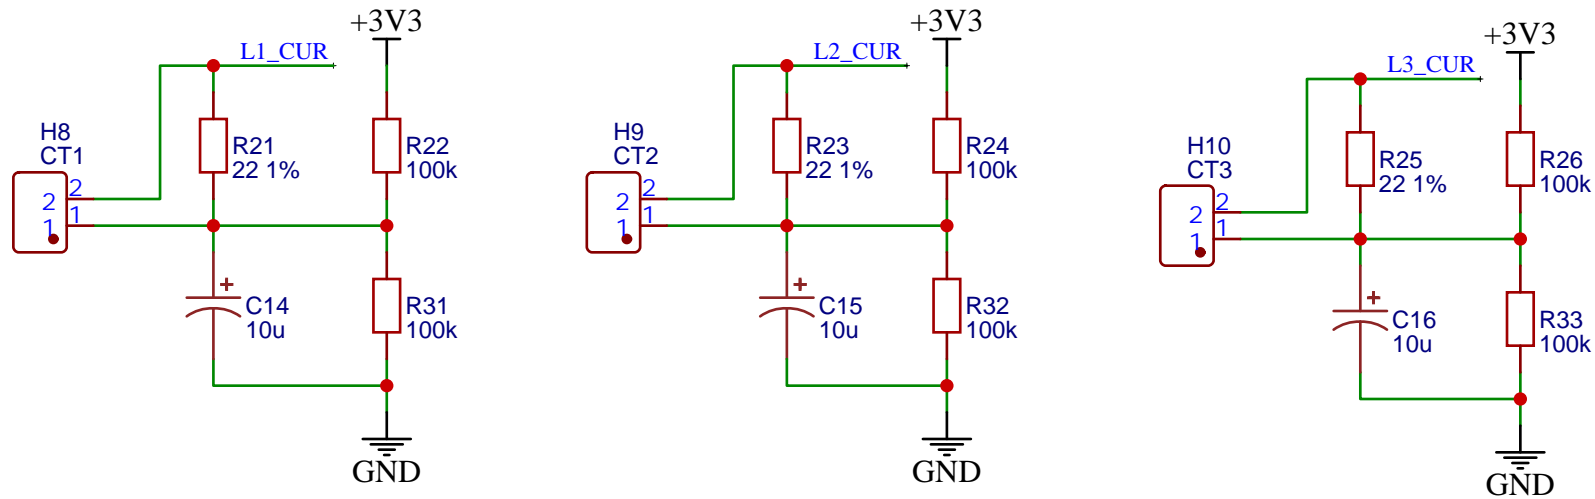 +3V3
L1_CUR
H8
CT1
R21
22 1%
R22
100k
2
2
1
1
+
C14
10u
R31
100k
GND
+3V3
L2_CUR
H9
CT2
R23
22 1%
R24
100k
2
2
1
1
+
C15
10u
R32
100k
GND
+3V3
L3_CUR
H10
CT3
R25
22 1%
R26
100k
2
2
1
1
+
C16
10u
R33
100k
GND